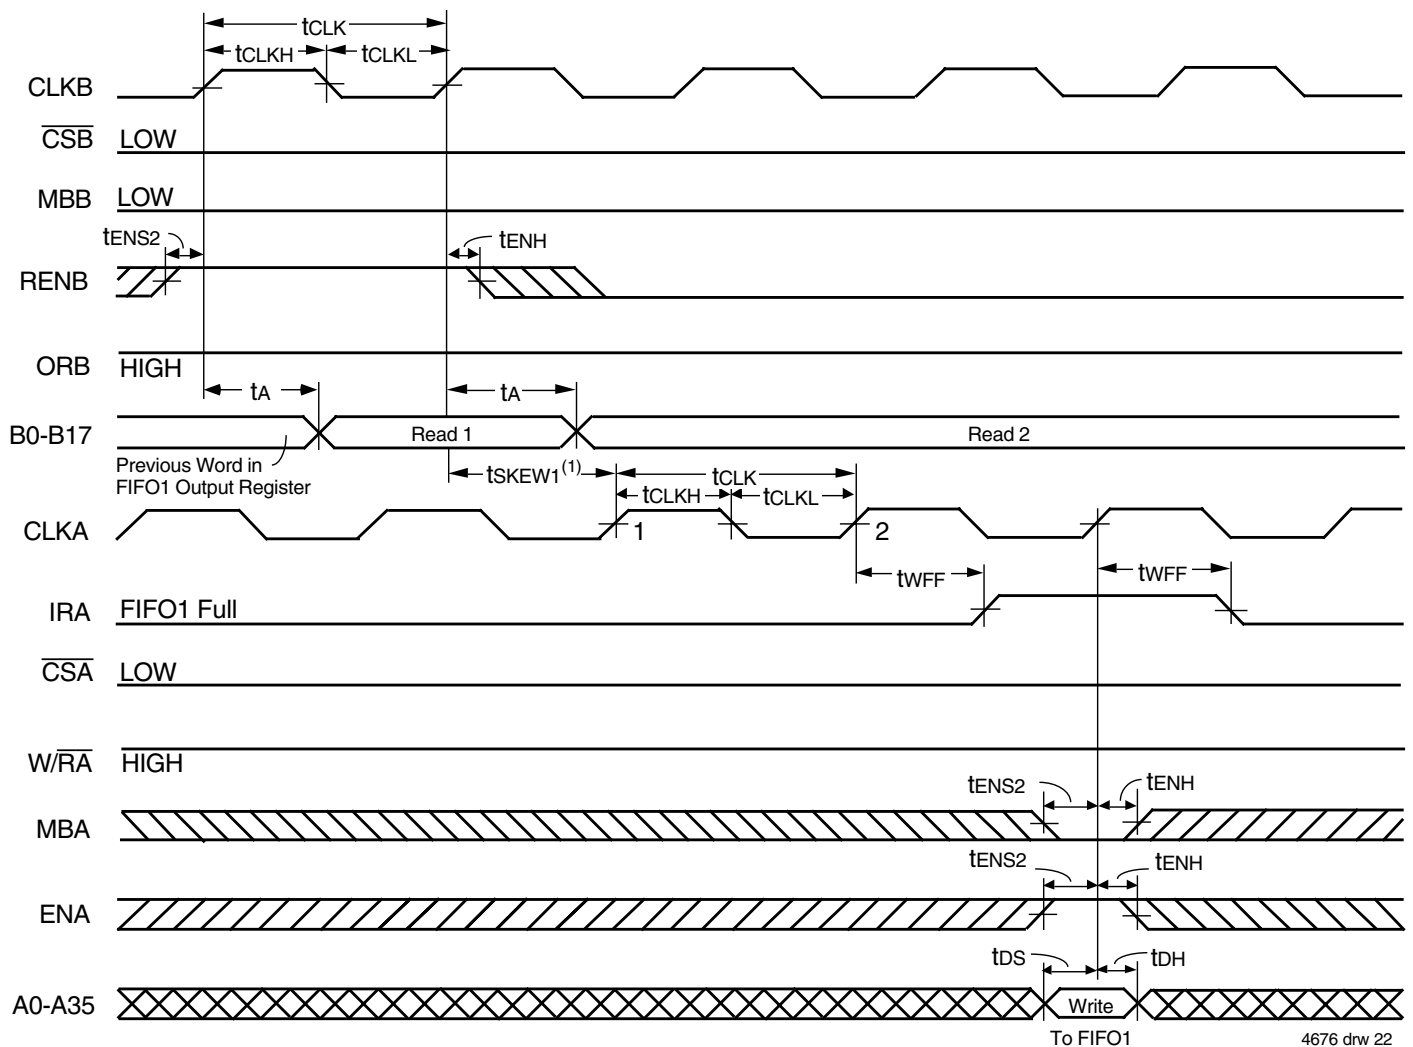 tCLK
tCLKH tCLKL
CLKB
CSB LOW
MBB LOW
tENS2 tENH
RENB
ORB HIGH
tA tA
B0-B17 Read 1 Read 2
Previous Word in
FIFO1 Output Register
tSKEW1(1) tCLK
tCLKH tCLKL
CLKA 1 2
tWFF tWFF
IRA FIFO1 Full
CSA LOW
W/RA HIGH
tENS2 tENH
MBA
tENS2 tENH
ENA
tDS tDH
A0-A35 Write
To FIFO1 4676 drw 22